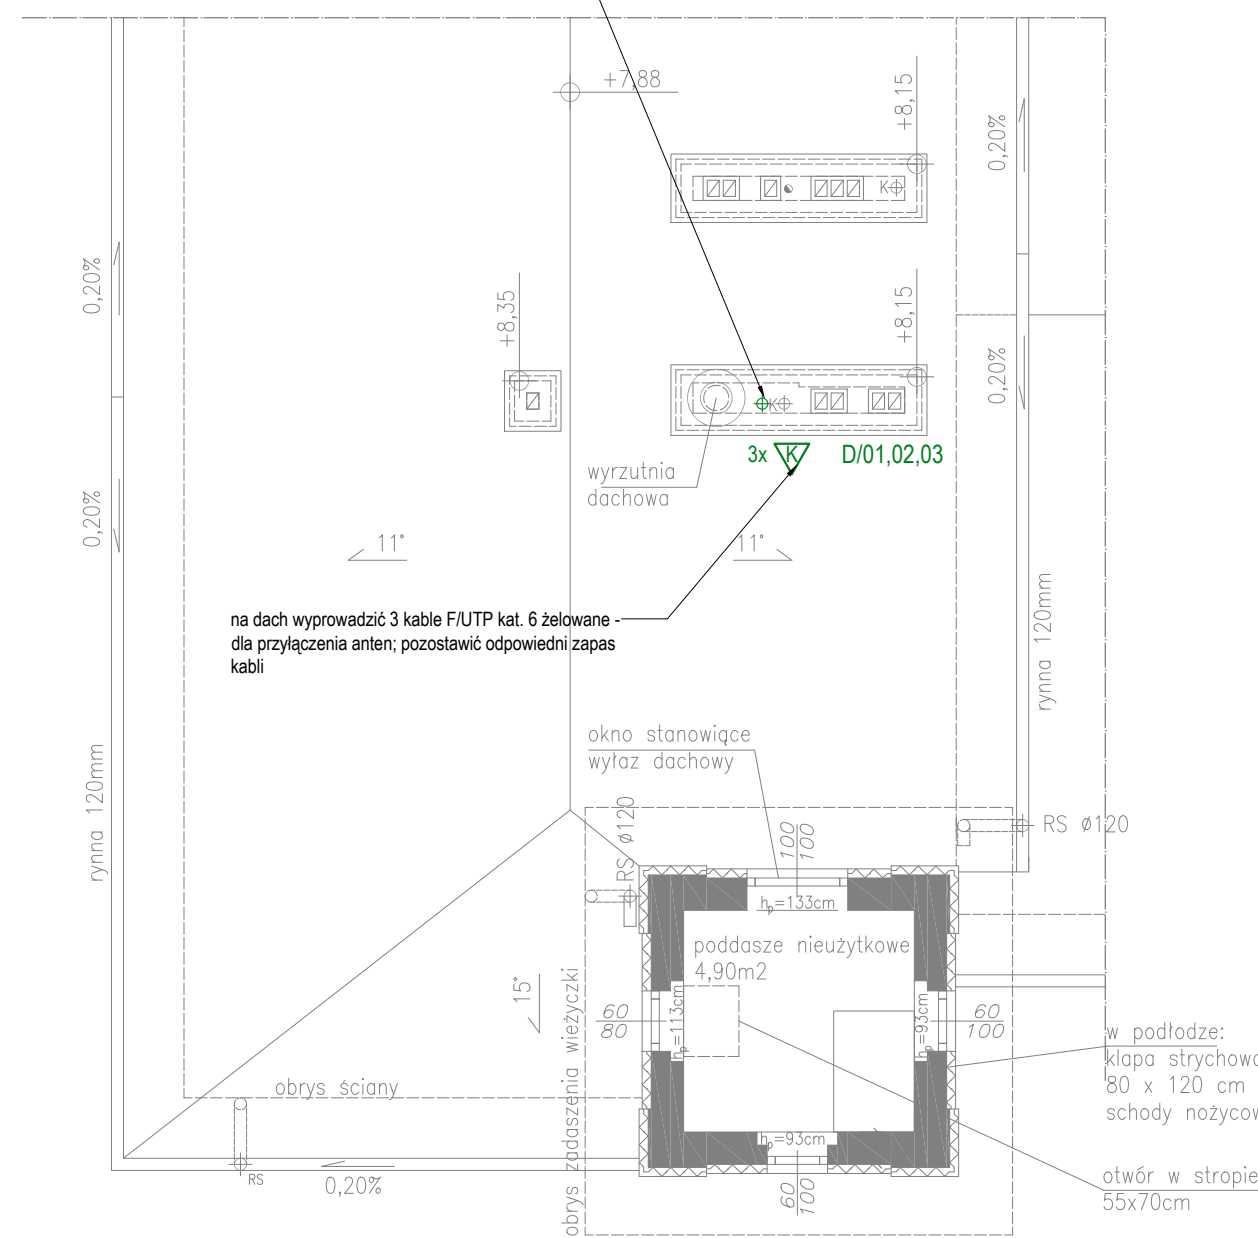 +7,88
+8,15
0,20%
K
0,20%
+8,35
+8,15
0,20%
K
3x K D/01,02,03
wyrzutnia
dachowa
0,20%
11°
11°
na dach wyprowadzić 3 kable F/UTP kat. 6 żelowane -
dla przyłączenia anten; pozostawić odpowiedni zapas
kabli
rynna 120mm
okno stanowiące
wyłaz dachowy
rynna 120mm
RS ø120
RS ø120
100
100
hp=133cm
poddasze nieużytkowe
4,90m2
15°
60
80
hp=113cm
hp=93cm
60
100
obrys zadaszenia wieżyczki
w podłodze:
klapa strychowa
80 x 120 cm
schody nożycow
obrys ściany
hp=93cm
RS
0,20%
60
100
otwór w stropie
55x70cm